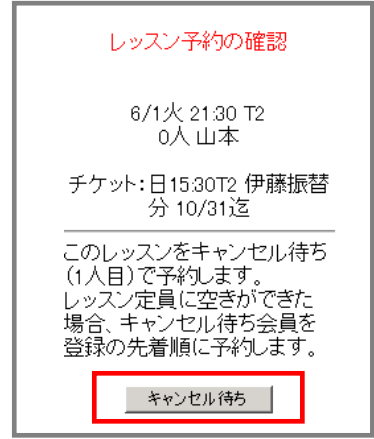 レッスン予約の確認
6/1火 21:30 T2
0人 山本
チケット:日15:30T2 伊藤振替
分 10/31迄
このレッスンをキャンセル待ち
(1人目)で予約します。
レッスン定員に空きができた
場合、キャンセル待ち会員を
登録の先着順に予約します。
キャンセル待ち